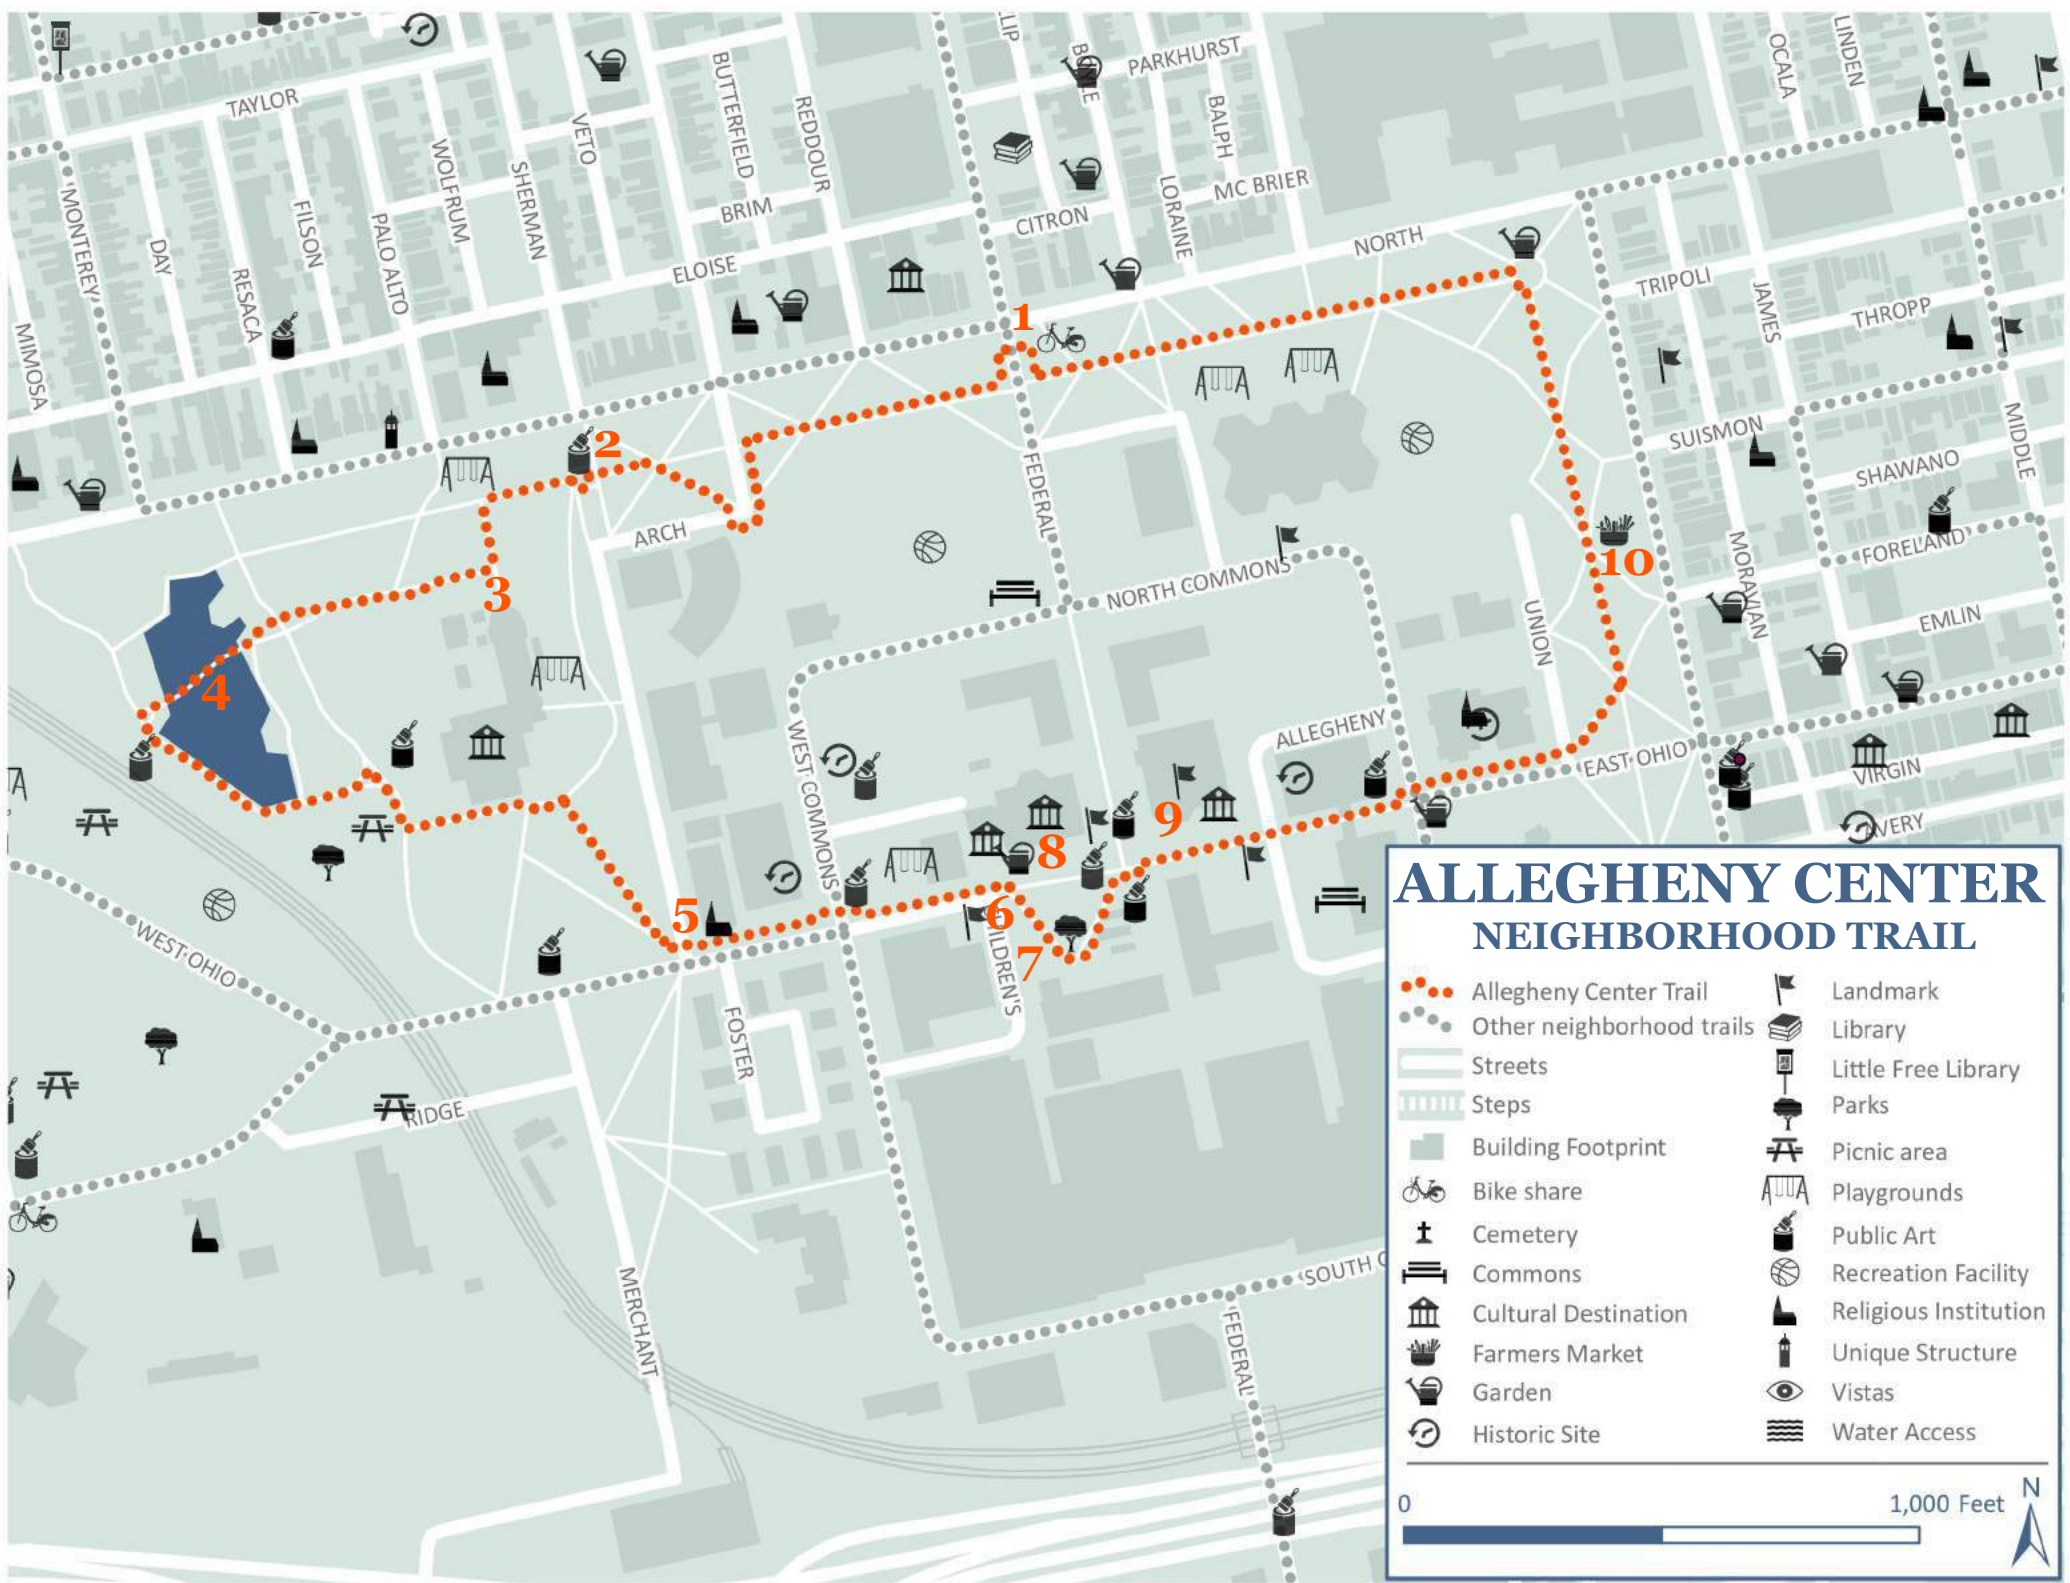 TAYLOR
BUTTERFIELD
REDDOUR
PARKHURST
BALPH
OCALA
LINDEN
VETO
WOLFRUM
SHERMAN
MONTEREY
DAY
FILSON
PALO ALTO
RESACA
MIMOSA
BRIM
ELOISE
CITRON
LORAINE
MC BRIER
NORTH
TRIPOLI
JAMES
THROPP
1
2
SUISMON
SHAWANO
MIDDLE
FEDERAL
ARCH
3
NORTH COMMONS
10
MORAVIAN
FORELAND
EMLIN
UNION
4
WEST COMMONS
ALLEGHENY
EAST OHIO
VIRGIN
AVERY
9
8
5
6
7
WEST OHIO
FOSTER
RIDGE
MERCHANT
FEDERAL
ALLEGHENY CENTER
NEIGHBORHOOD TRAIL
Allegheny Center Trail
Other neighborhood trails
Streets
Steps
Building Footprint
Bike share
Cemetery
Commons
Cultural Destination
Farmers Market
Garden
Historic Site
Landmark
Library
Little Free Library
Parks
Picnic area
Playgrounds
Public Art
Recreation Facility
Religious Institution
Unique Structure
Vistas
Water Access
0
1,000 Feet
N